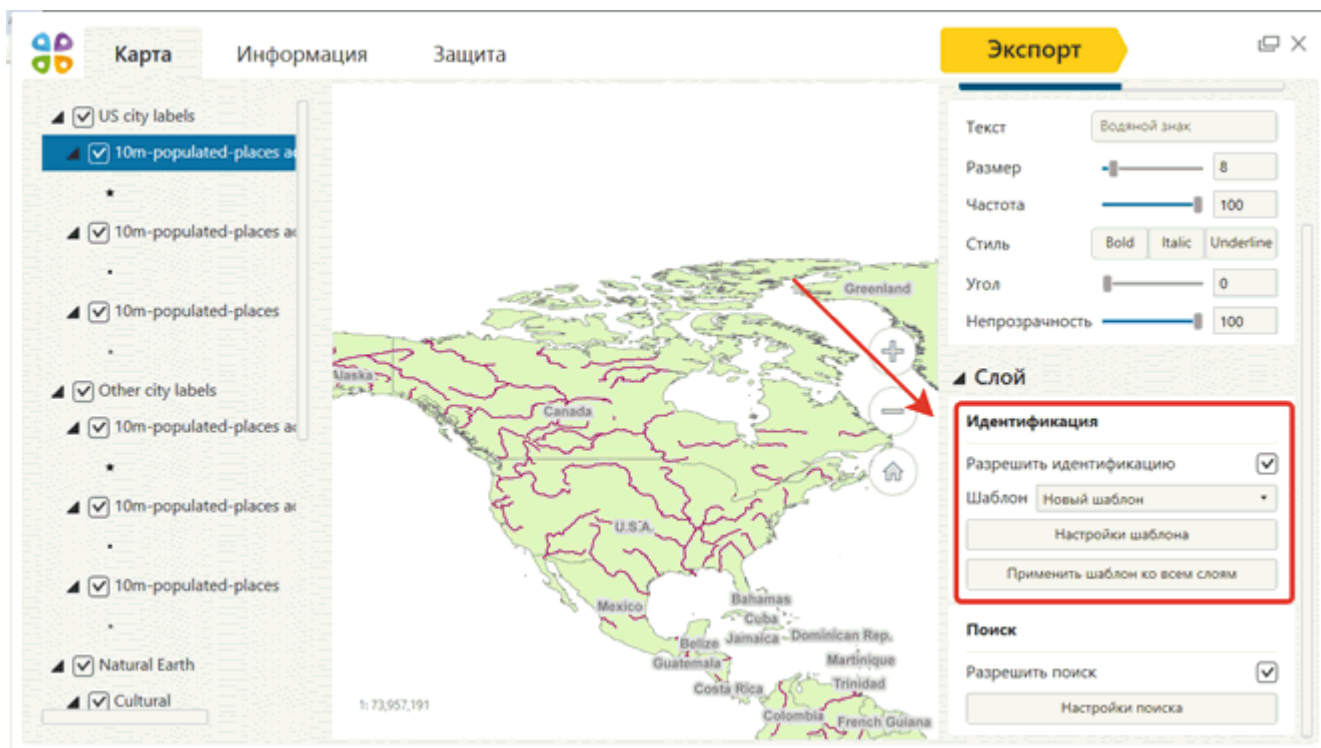 Карта
Информация
Защита
Экспорт
US city labels
10m-populated-places a
10m-populated-places a
10m-populated-places
Other city labels
10m-populated-places a
10m-populated-places a
10m-populated-places
Natural Earth
Cultural
Greenland
Alaska
Canada
U.S.A.
Mexico
Bahamas
Cuba
Belize Jamaica Dominican Rep.
Guatemala Martinique
Costa Rica Trinidad
Colombia French Guiana
1: 73,957,191
Текст Водяной знак
Размер 8
Частота 100
Стиль Bold Italic Underline
Угол 0
Непрозрачность 100
Слой
Идентификация
Разрешить идентификацию
Шаблон Новый шаблон
Настройки шаблона
Применить шаблон ко всем слоям
Поиск
Разрешить поиск
Настройки поиска